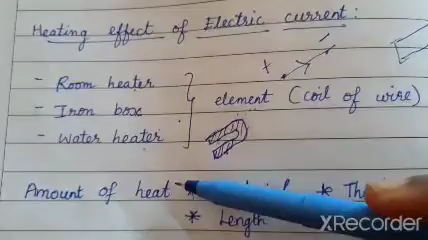 Heating effect of Electric current :
- Room heater
- Iron box
- Water heater
element (coil of wire)
Amount of heat * *
* Length
XRecorder